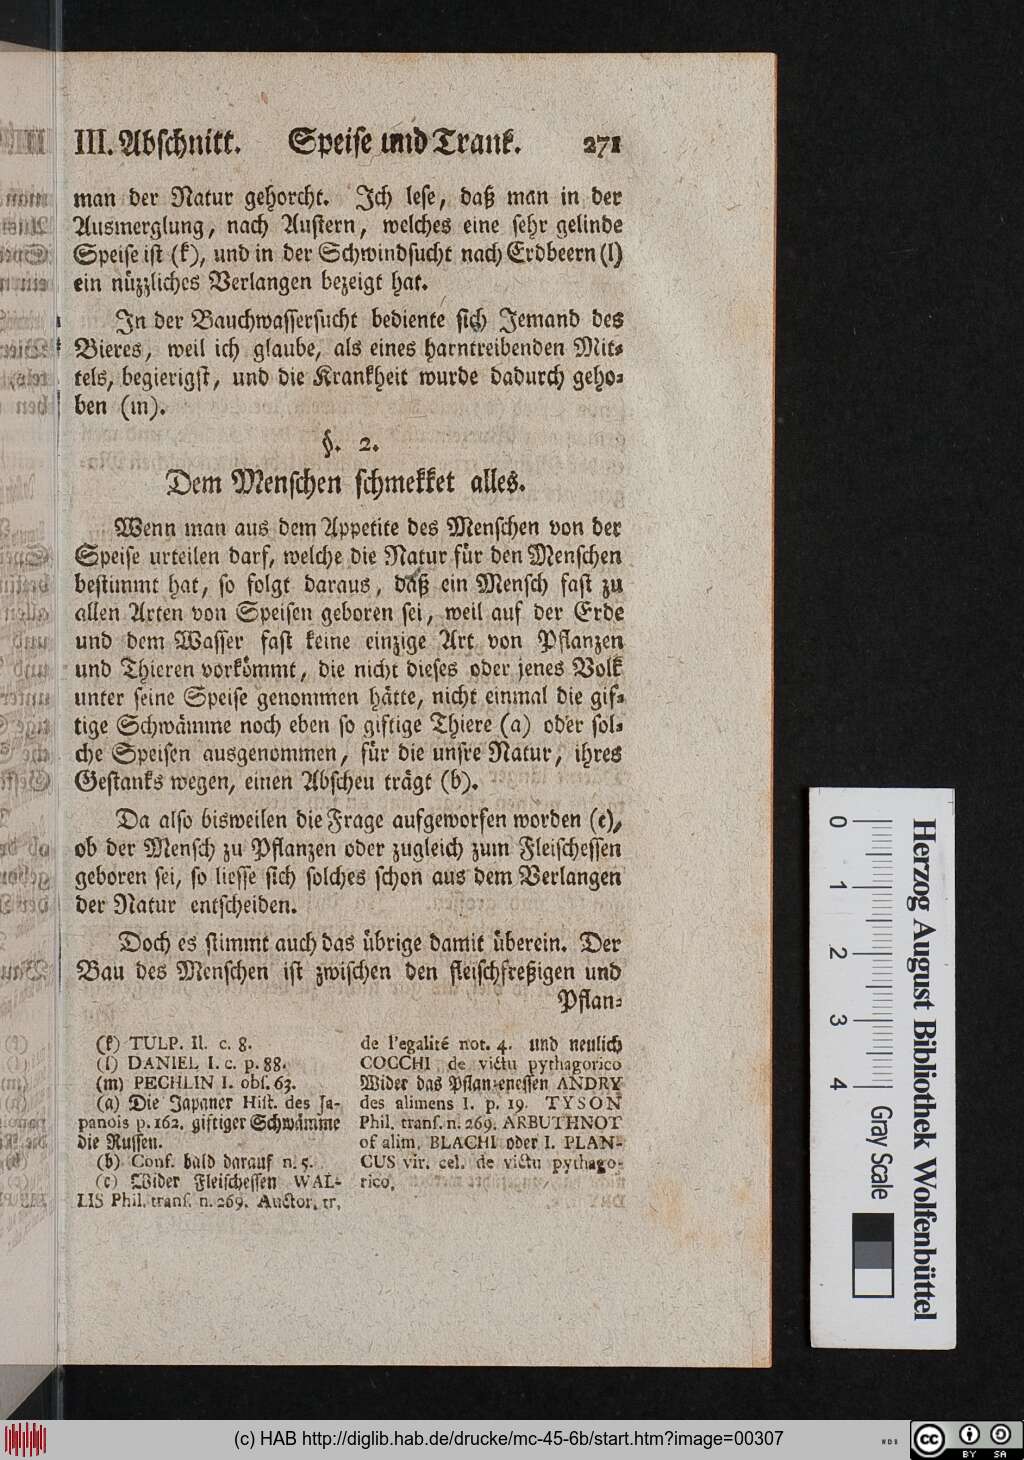 III. Abschnitt. Speise und Trank. 271
man der Natur gehorcht. Ich lese, daß man in der
Ausmerglung, nach Austern, welches eine sehr gelinde
Speise ist (k), und in der Schwindsucht nach Erdbeern (l)
ein nüzzliches Verlangen bezeigt hat.
In der Bauchwassersucht bediente sich Jemand des
Bieres, weil ich glaube, als eines harntreibenden Mit⸗
tels, begierigst, und die Krankheit wurde dadurch geho⸗
ben (m).
§. 2.
Dem Menschen schmekket alles.
Wenn man aus dem Appetite des Menschen von der
Speise urteilen darf, welche die Natur für den Menschen
bestimmt hat, so folgt daraus, daß ein Mensch fast zu
allen Arten von Speisen geboren sei, weil auf der Erde
und dem Wasser fast keine einzige Art von Pflanzen
und Thieren vorkömmt, die nicht dieses oder jenes Volk
unter seine Speise genommen hätte, nicht einmal die gif⸗
tige Schwämme noch eben so giftige Thiere (a) oder sol⸗
che Speisen ausgenommen, für die unsre Natur, ihres
Gestanks wegen, einen Abscheu trägt (b).
Da also bisweilen die Frage aufgeworfen worden (c),
ob der Mensch zu Pflanzen oder zugleich zum Fleischessen
geboren sei, so liesse sich solches schon aus dem Verlangen
der Natur entscheiden.
Doch es stimmt auch das übrige damit überein. Der
Bau des Menschen ist zwischen den fleischfreßigen und
Pflan⸗
(k) TULP. II. c. 8.
(l) DANIEL I. c. p. 88.
(m) PECHLIN I. obs. 63.
(a) Die Japaner Hist. des Ja-
panois p. 162. giftiger Schwämme
die Russen.
(b) Conf. bald darauf n. 5.
(c) Wider Fleischessen WAL-
LIS Phil. trans. n. 269. Auctor. tr.
de l'egalité not. 4. und neulich
COCCHI de victu pythagorico
Wider das Pflanzenessen ANDRY
des alimens I. p. 19. TYSON
Phil. trans. n. 269. ARBUTHNOT
of alim. BLACHI oder I. PLAN-
CUS vir. cel. de victu pythago-
rico.
0 1 2 3 4
Herzog August Bibliothek Wolfenbüttel
Gray Scale
(c) HAB http://diglib.hab.de/drucke/mc-45-6b/start.htm?image=00307
cc BY SA